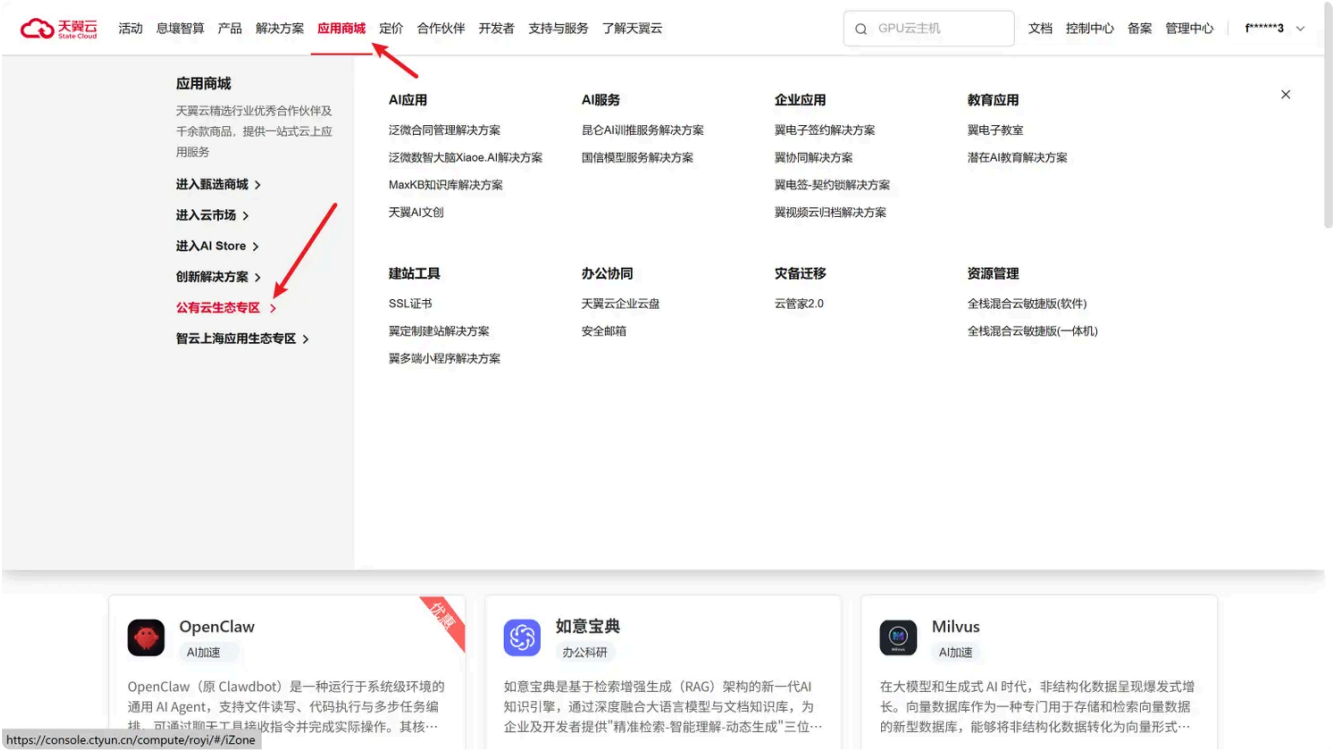 天翼云
State Cloud
活动 息壤智算 产品 解决方案 应用商城 定价 合作伙伴 开发者 支持与服务 了解天翼云
GPU云主机
文档 控制中心 备案 管理中心 f******3
应用商城
天翼云精选行业优秀合作伙伴及
千余款商品，提供一站式云上应
用服务
进入甄选商城
进入云市场
进入AI Store
创新解决方案
公有云生态专区
智云上海应用生态专区
AI应用
泛微合同管理解决方案
泛微数智大脑Xiaoe.AI解决方案
MaxKB知识库解决方案
天翼AI文创
AI服务
昆仑AI训推服务解决方案
国信模型服务解决方案
企业应用
翼电子签约解决方案
翼协同解决方案
翼电签-契约锁解决方案
翼视频云归档解决方案
教育应用
翼电子教室
潜在AI教育解决方案
建站工具
SSL证书
翼定制建站解决方案
翼多端小程序解决方案
办公协同
天翼云企业云盘
安全邮箱
灾备迁移
云管家2.0
资源管理
全栈混合云敏捷版(软件)
全栈混合云敏捷版(一体机)
OpenClaw
AI加速
优惠
OpenClaw（原 Clawdbot）是一种运行于系统级环境的
通用 AI Agent，支持文件读写、代码执行与多步任务编
排，可通过聊天工具接收指令并完成实际操作。其核…
如意宝典
办公科研
如意宝典是基于检索增强生成（RAG）架构的新一代AI
知识引擎，通过深度融合大语言模型与文档知识库，为
企业及开发者提供"精准检索-智能理解-动态生成"三位…
Milvus
AI加速
在大模型和生成式 AI 时代，非结构化数据呈现爆发式增
长。向量数据库作为一种专门用于存储和检索向量数据
的新型数据库，能够将非结构化数据转化为向量形式…
https://console.ctyun.cn/compute/royi/#/iZone